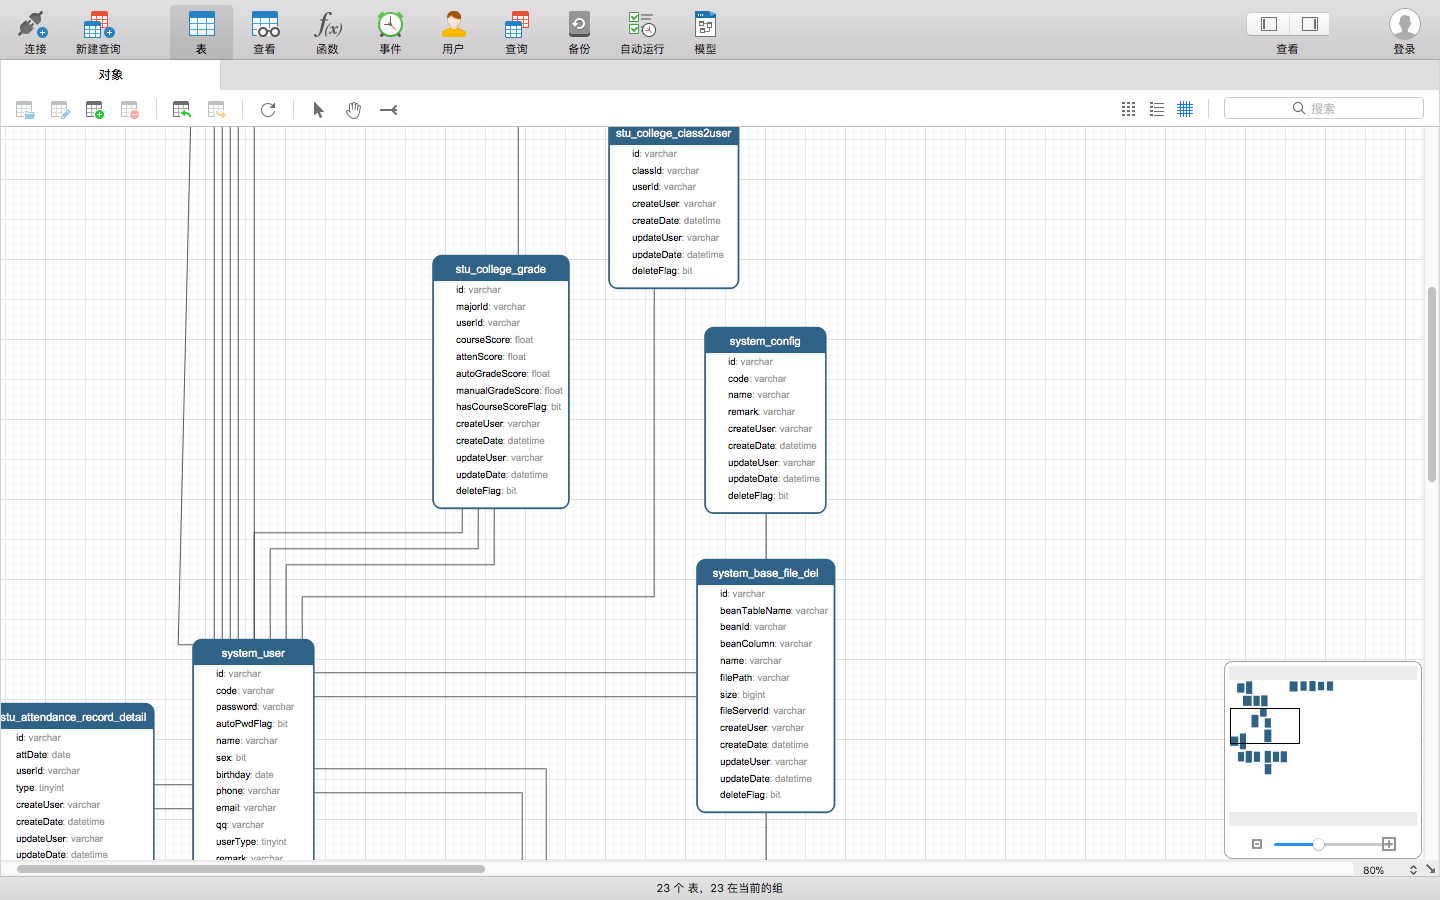 连接
新建查询
表
查看
函数
事件
用户
查询
备份
自动运行
模型
查看
登录
对象
搜索
stu_college_class2user
id: varchar
classId: varchar
userId: varchar
createUser: varchar
createDate: datetime
updateUser: varchar
updateDate: datetime
deleteFlag: bit
stu_college_grade
id: varchar
majorId: varchar
userId: varchar
courseScore: float
attenScore: float
autoGradeScore: float
manualGradeScore: float
hasCourseScoreFlag: bit
createUser: varchar
createDate: datetime
updateUser: varchar
updateDate: datetime
deleteFlag: bit
system_config
id: varchar
code: varchar
name: varchar
remark: varchar
createUser: varchar
createDate: datetime
updateUser: varchar
updateDate: datetime
deleteFlag: bit
system_base_file_del
id: varchar
beanTableName: varchar
beanId: varchar
beanColumn: varchar
name: varchar
filePath: varchar
size: bigint
fileServerId: varchar
createUser: varchar
createDate: datetime
updateUser: varchar
updateDate: datetime
deleteFlag: bit
system_user
id: varchar
code: varchar
password: varchar
autoPwdFlag: bit
name: varchar
sex: bit
birthday: date
phone: varchar
email: varchar
qq: varchar
userType: tinyint
remark: varchar
stu_attendance_record_detail
id: varchar
attDate: date
userId: varchar
type: tinyint
createUser: varchar
createDate: datetime
updateUser: varchar
updateDate: datetime
80%
23 个 表，23 在当前的组